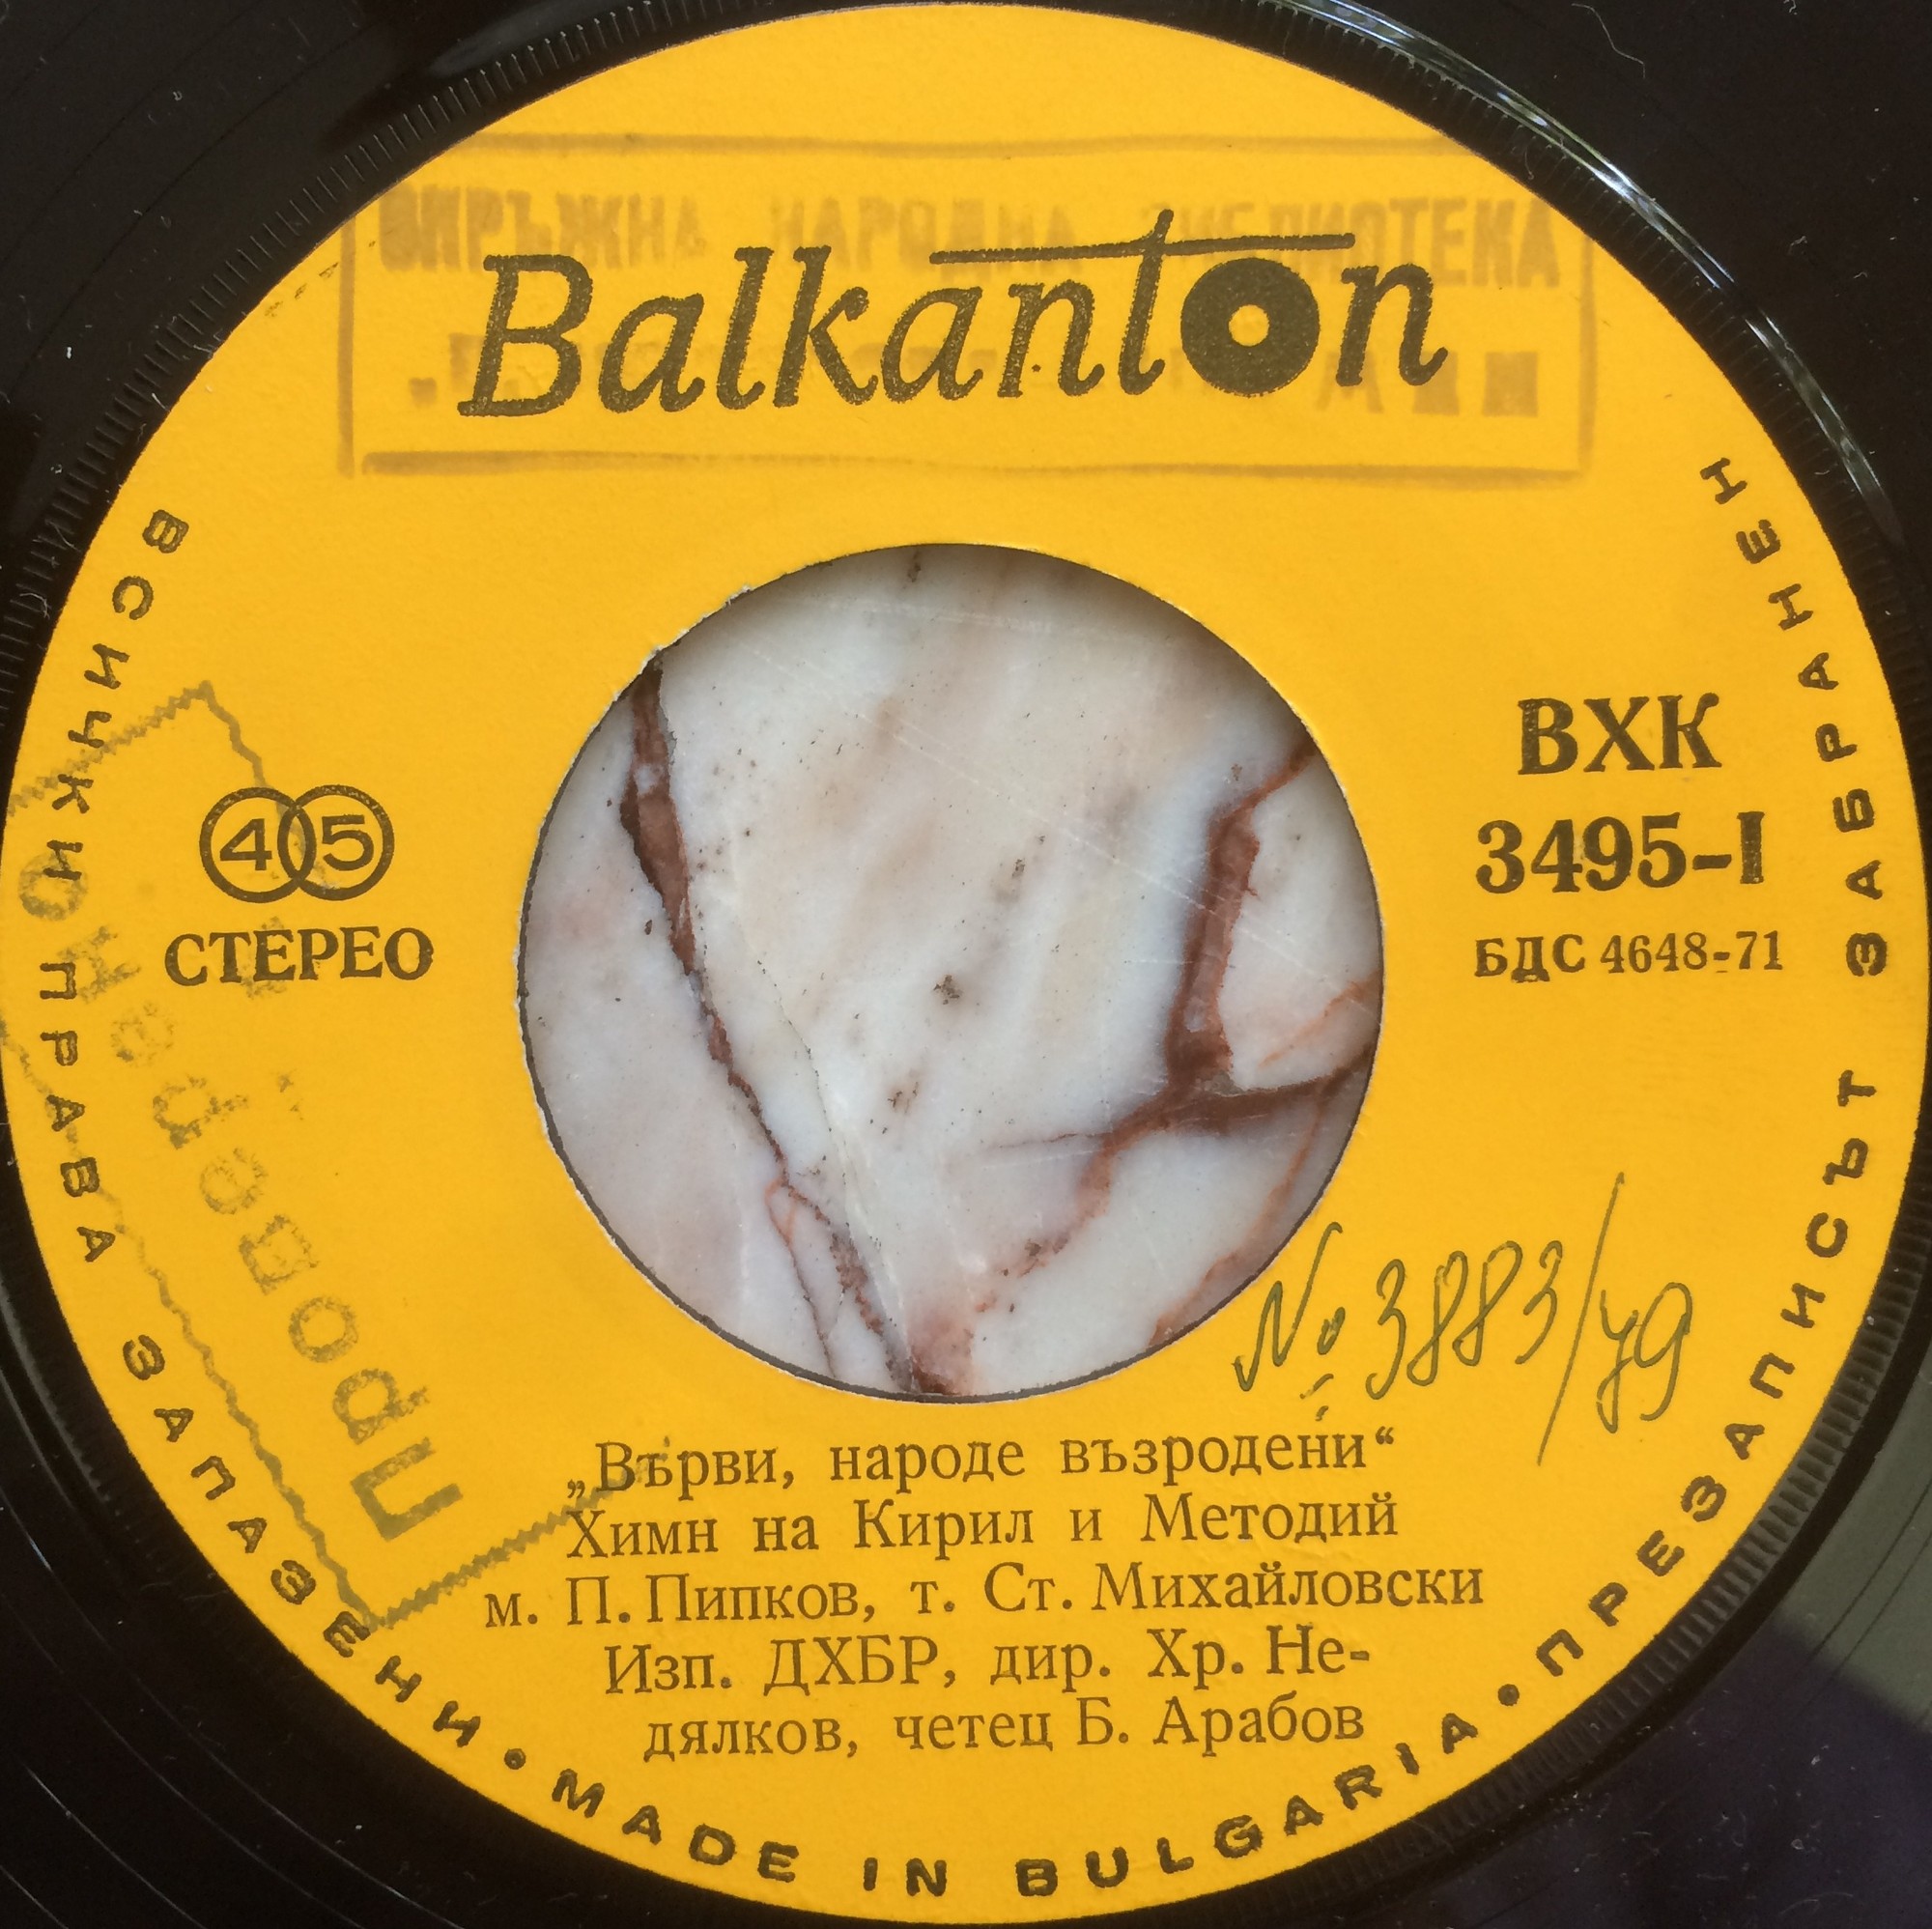 ОКРЪЖНА НАРОДНА БИБЛИОТЕКА
Balkanton
ВСИЧКИ ПРАВА ЗАПАЗЕНИ • MADE IN BULGARIA • ПРЕЗАПИСЪТ ЗАБРАНЕН
45
СТЕРЕО
ВХК
3495-I
БДС 4648-71
Проверено
№ 3883/79
„Върви, народе възродени“
Химн на Кирил и Методий
м. П. Пипков, т. Ст. Михайловски
Изп. ДХБР, дир. Хр. Не-
дялков, четец Б. Арабов